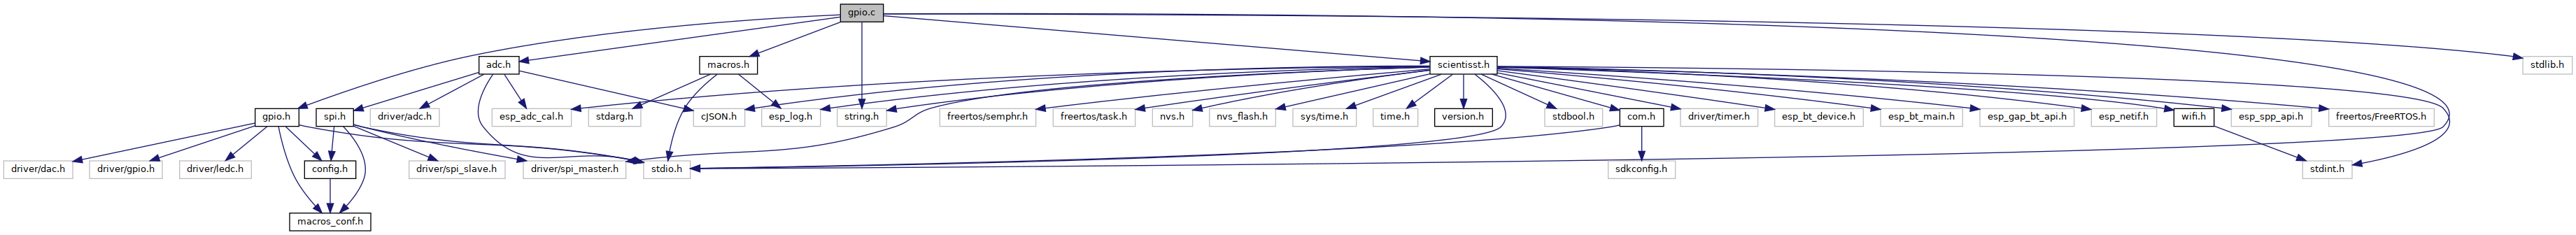 gpio.c
adc.h
macros.h
scientisst.h
stdlib.h
gpio.h
spi.h
driver/adc.h
esp_adc_cal.h
stdarg.h
cJSON.h
esp_log.h
string.h
freertos/semphr.h
freertos/task.h
nvs.h
nvs_flash.h
sys/time.h
time.h
version.h
stdbool.h
com.h
driver/timer.h
esp_bt_device.h
esp_bt_main.h
esp_gap_bt_api.h
esp_netif.h
wifi.h
esp_spp_api.h
freertos/FreeRTOS.h
driver/dac.h
driver/gpio.h
driver/ledc.h
config.h
driver/spi_slave.h
driver/spi_master.h
stdio.h
sdkconfig.h
stdint.h
macros_conf.h